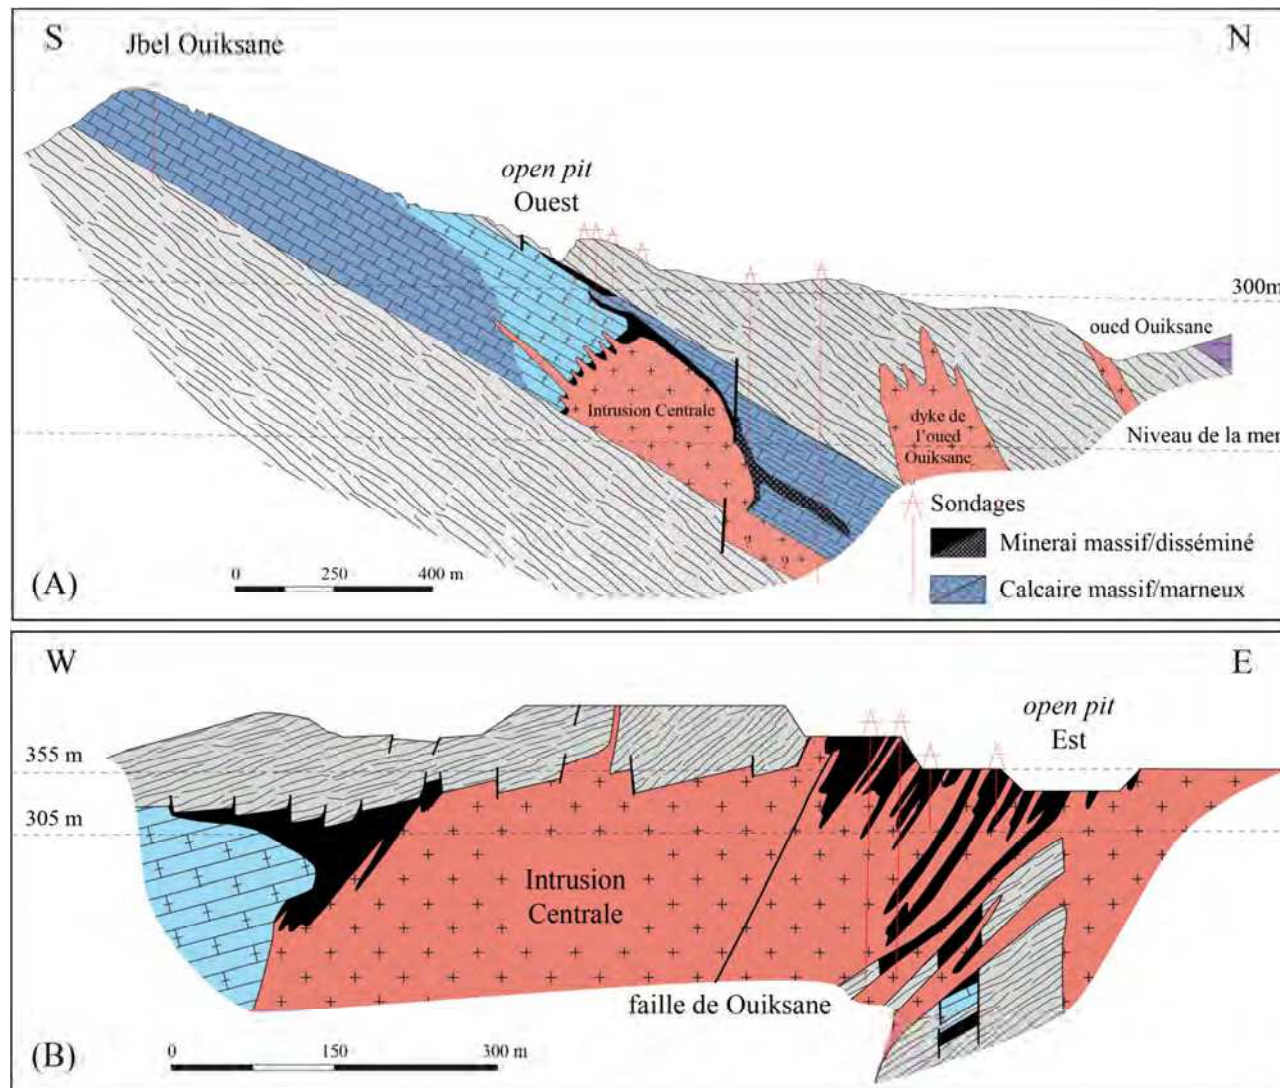 S
N
Jbel Ouiksane
open pit
Ouest
300m
oued Ouiksane
Intrusion Centrale
dyke de
l'oued
Ouiksane
Niveau de la mer
Sondages
Minerai massif/disséminé
Calcaire massif/marneux
0
250
400 m
(A)
W
E
open pit
Est
355 m
305 m
Intrusion
Centrale
faille de Ouiksane
0
150
300 m
(B)